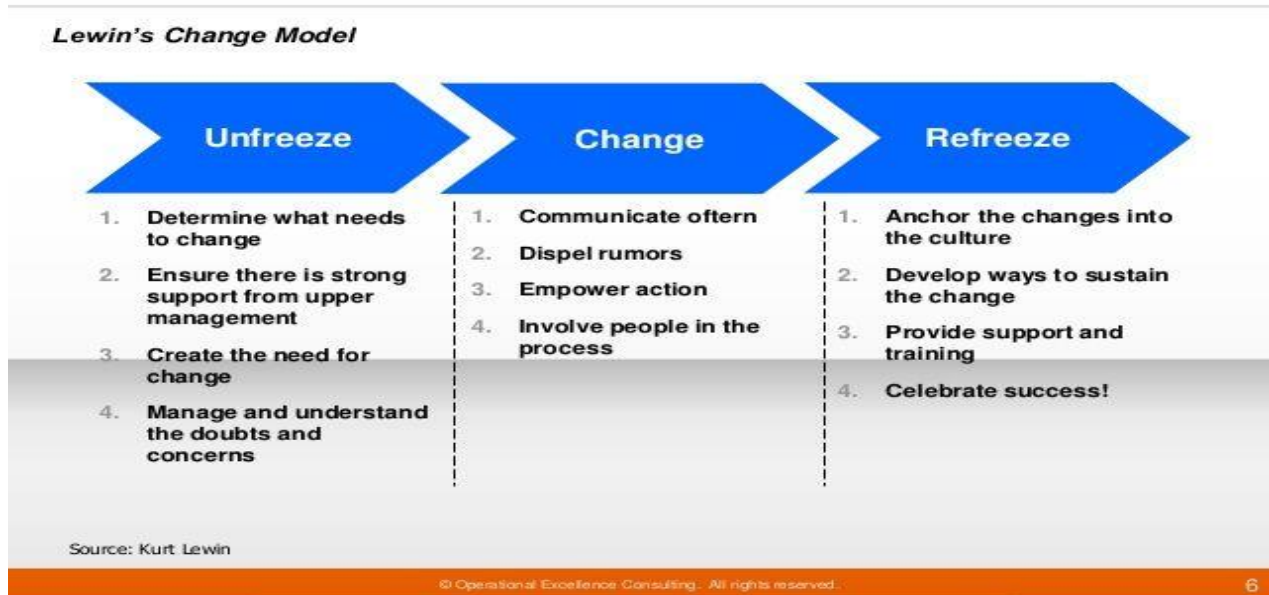 Lewin's Change Model
Unfreeze
1. Determine what needs
to change
2. Ensure there is strong
support from upper
management
3. Create the need for
change
4. Manage and understand
the doubts and
concerns
Change
1. Communicate oftern
2. Dispel rumors
3. Empower action
4. Involve people in the
process
Refreeze
1. Anchor the changes into
the culture
2. Develop ways to sustain
the change
3. Provide support and
training
4. Celebrate success!
Source: Kurt Lewin
© Operational Excellence Consulting. All rights reserved.
6